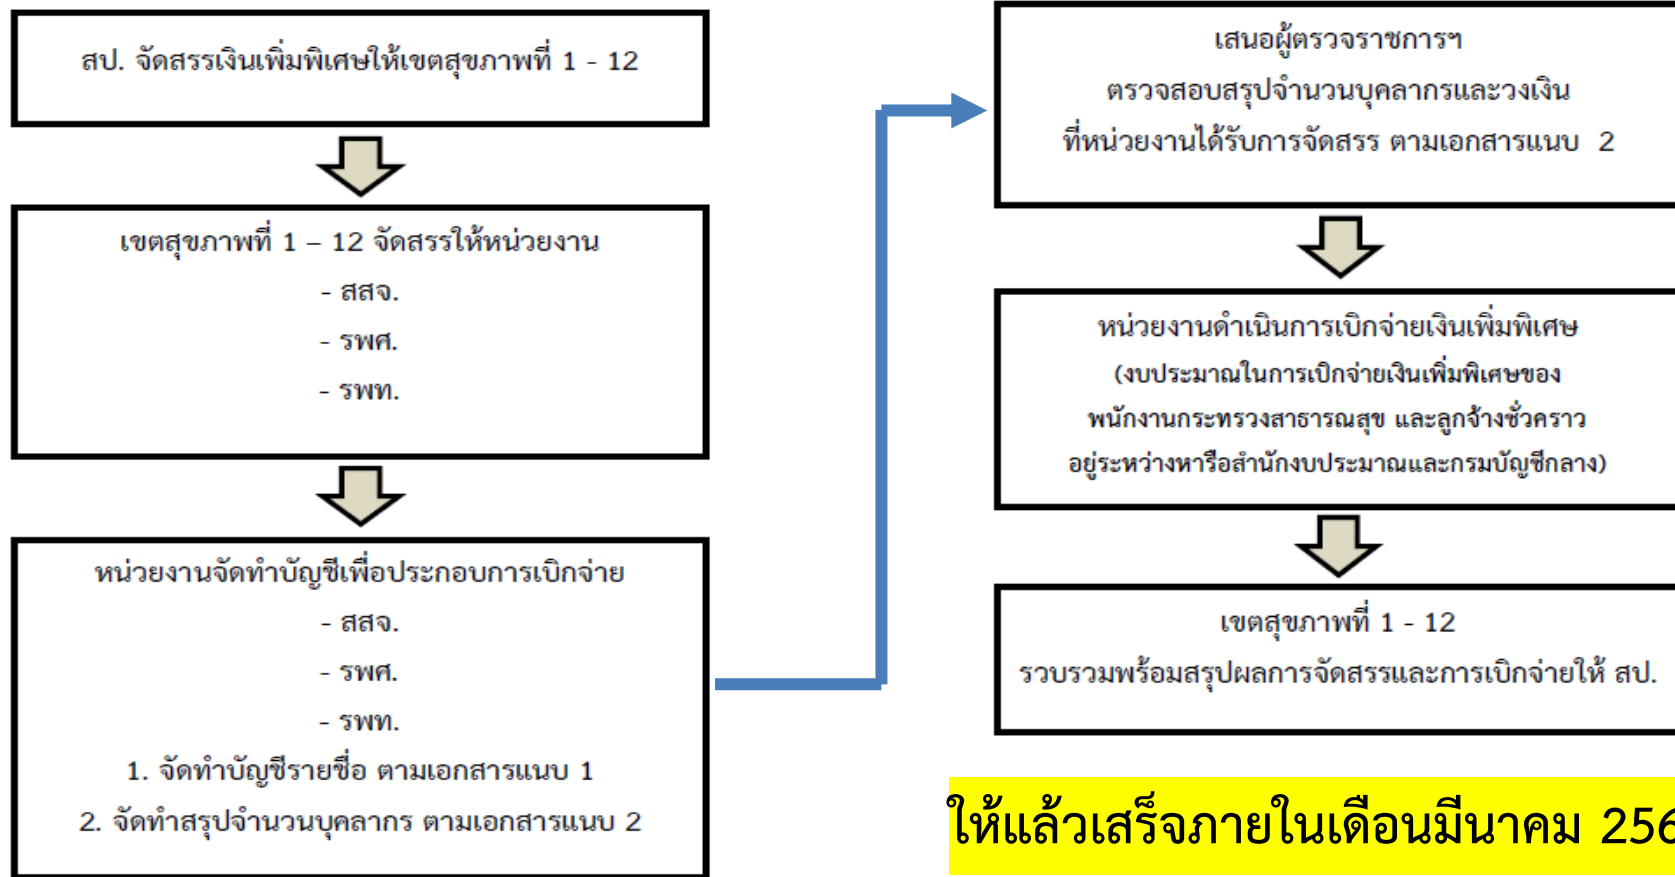 สป. จัดสรรเงินเพิ่มพิเศษให้เขตสุขภาพที่ 1 - 12
เขตสุขภาพที่ 1 – 12 จัดสรรให้หน่วยงาน
- สสจ.
- รพศ.
- รพท.
หน่วยงานจัดทำบัญชีเพื่อประกอบการเบิกจ่าย
- สสจ.
- รพศ.
- รพท.
1. จัดทำบัญชีรายชื่อ ตามเอกสารแนบ 1
2. จัดทำสรุปจำนวนบุคลากร ตามเอกสารแนบ 2
เสนอผู้ตรวจราชการฯ
ตรวจสอบสรุปจำนวนบุคลากรและวงเงิน
ที่หน่วยงานได้รับการจัดสรร ตามเอกสารแนบ 2
หน่วยงานดำเนินการเบิกจ่ายเงินเพิ่มพิเศษ
(งบประมาณในการเบิกจ่ายเงินเพิ่มพิเศษของ
พนักงานกระทรวงสาธารณสุข และลูกจ้างชั่วคราว
อยู่ระหว่างหารือสำนักงบประมาณและกรมบัญชีกลาง)
เขตสุขภาพที่ 1 - 12
รวบรวมพร้อมสรุปผลการจัดสรรและการเบิกจ่ายให้ สป.
ให้แล้วเสร็จภายในเดือนมีนาคม 256